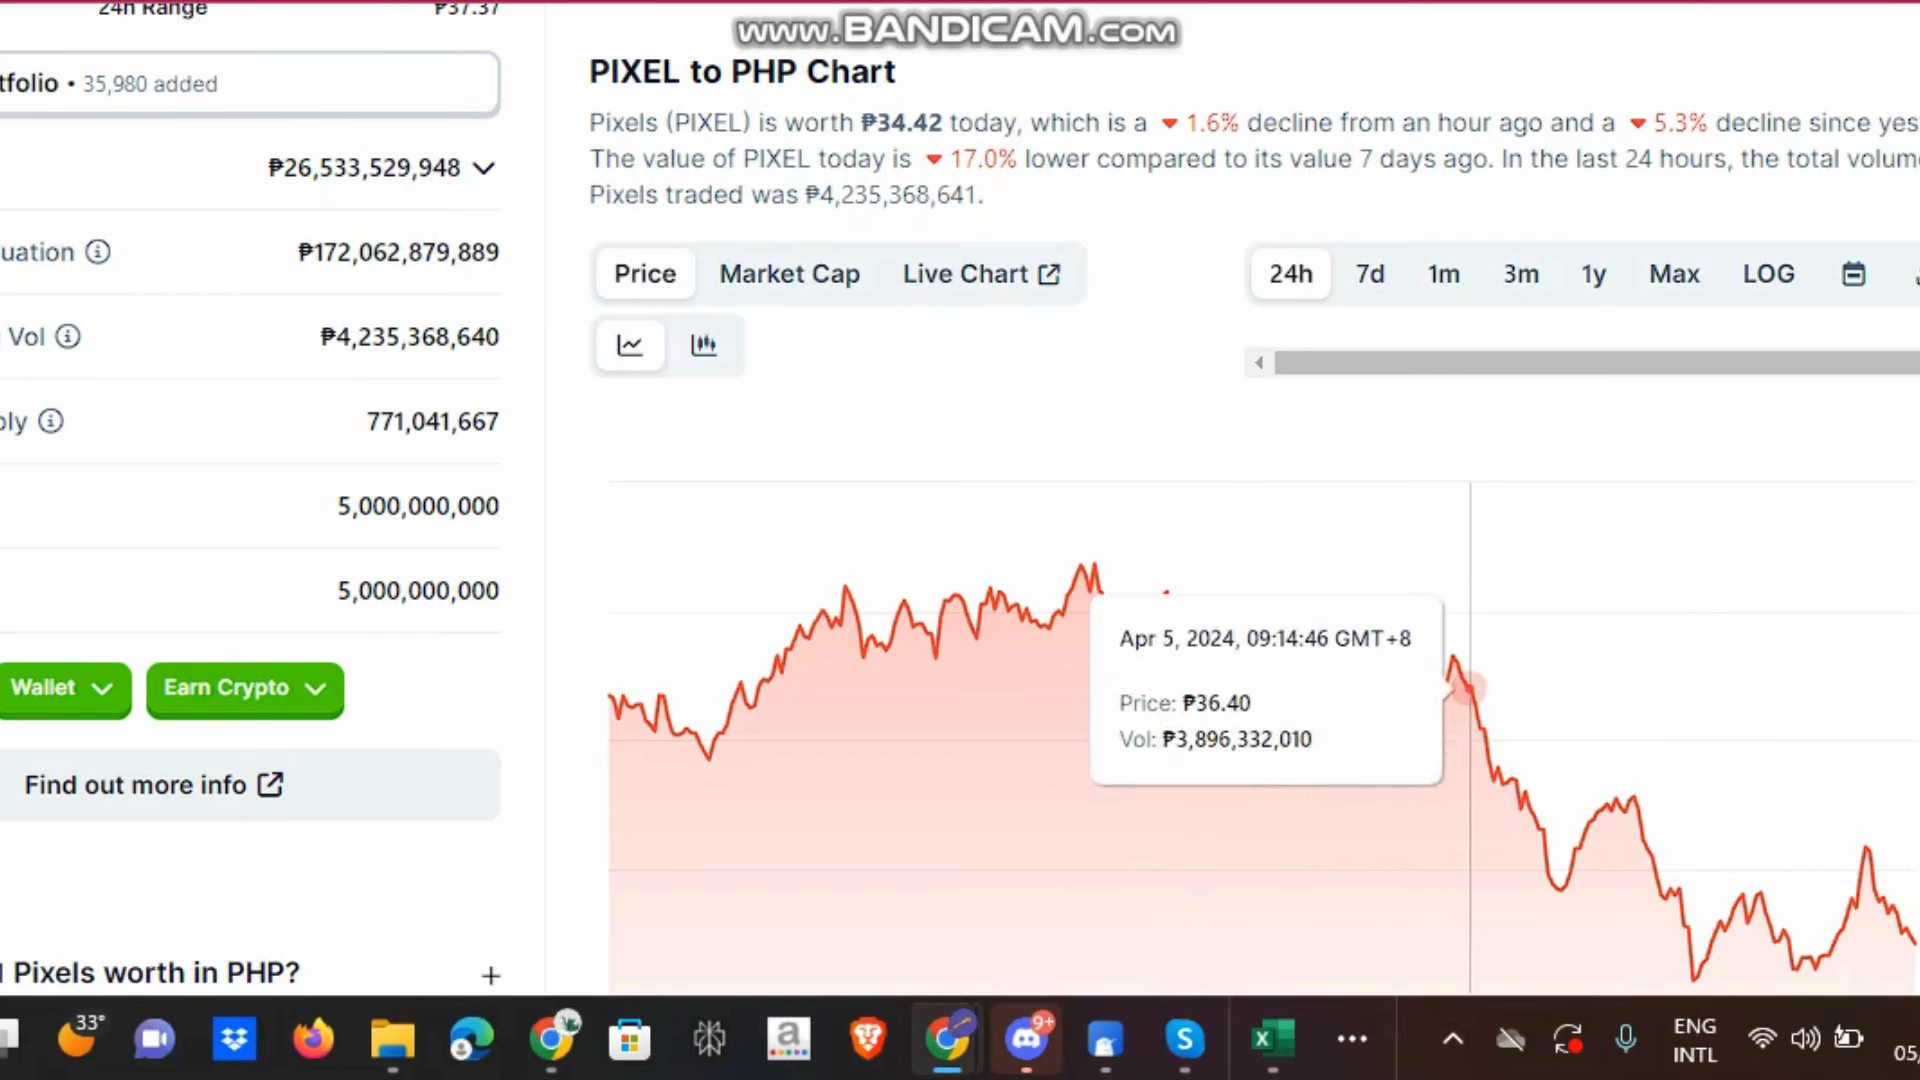 www.BANDICAM.com
24h Range ₱37.37
tfolio • 35,980 added
₱26,533,529,948
uation ₱172,062,879,889
Vol ₱4,235,368,640
ply 771,041,667
5,000,000,000
5,000,000,000
Wallet Earn Crypto
Find out more info
Pixels worth in PHP? +
PIXEL to PHP Chart
Pixels (PIXEL) is worth ₱34.42 today, which is a 1.6% decline from an hour ago and a 5.3% decline since yes
The value of PIXEL today is 17.0% lower compared to its value 7 days ago. In the last 24 hours, the total volum
Pixels traded was ₱4,235,368,641.
Price Market Cap Live Chart
24h 7d 1m 3m 1y Max LOG
Apr 5, 2024, 09:14:46 GMT+8
Price: ₱36.40
Vol: ₱3,896,332,010
33°
a
9+
S
X
ENG
INTL
05